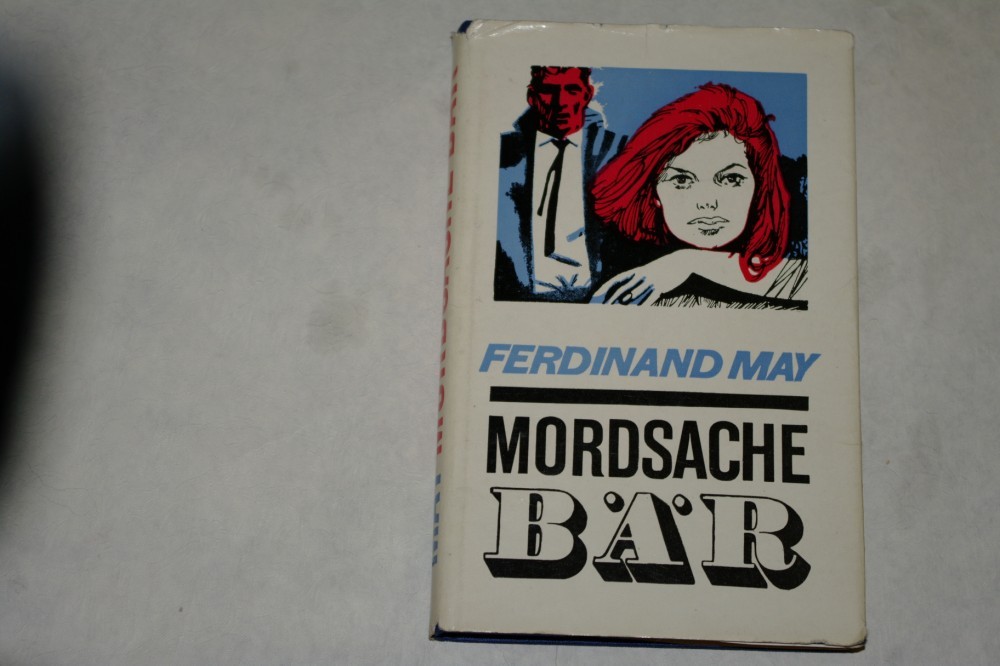 FERDINAND MAY
MORDSACHE
BÄR